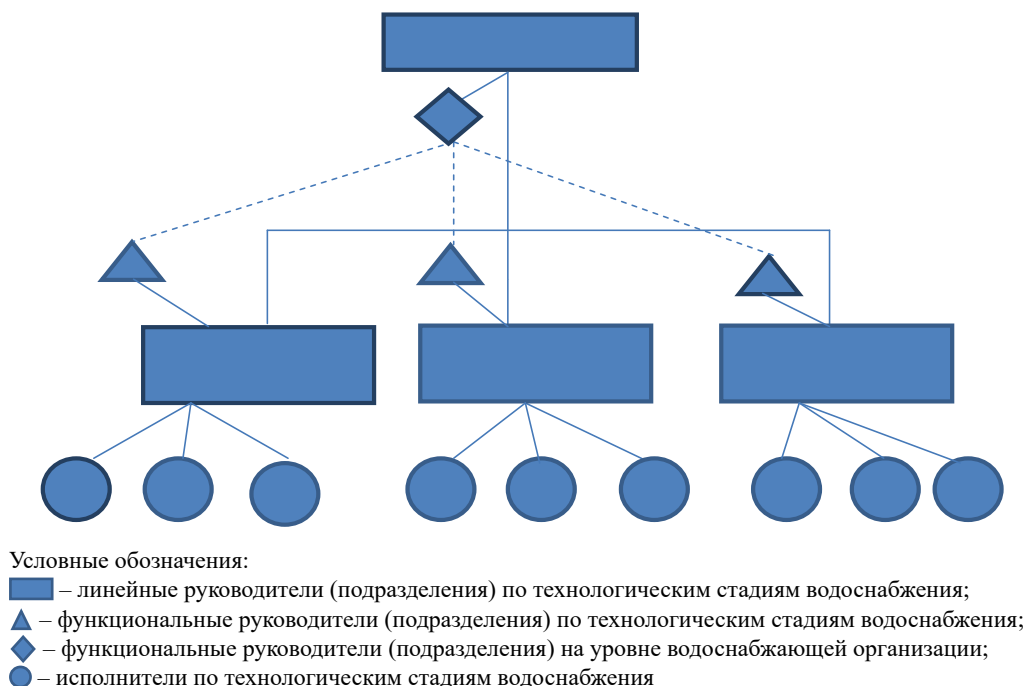 Условные обозначения:
– линейные руководители (подразделения) по технологическим стадиям водоснабжения;
– функциональные руководители (подразделения) по технологическим стадиям водоснабжения;
– функциональные руководители (подразделения) на уровне водоснабжающей организации;
– исполнители по технологическим стадиям водоснабжения